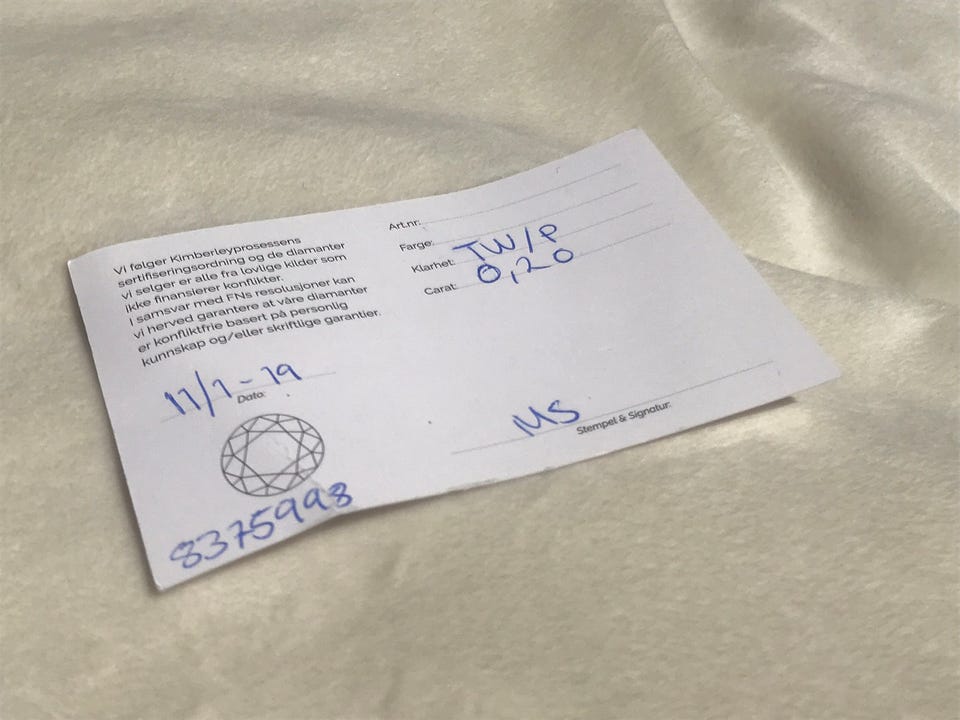 Vi følger Kimberleyprosessens
sertifiseringsordning og de diamanter
vi selger er alle fra lovlige kilder som
ikke finansierer konflikter.
I samsvar med FNs resolusjoner kan
vi herved garantere at våre diamanter
er konfliktfrie basert på personlig
kunnskap og/eller skriftlige garantier.
11/1-19
Dato:
8375998
Art.nr:
Farge:
Klarhet: TW/P
Carat: 0,20
MS
Stempel & Signatur: